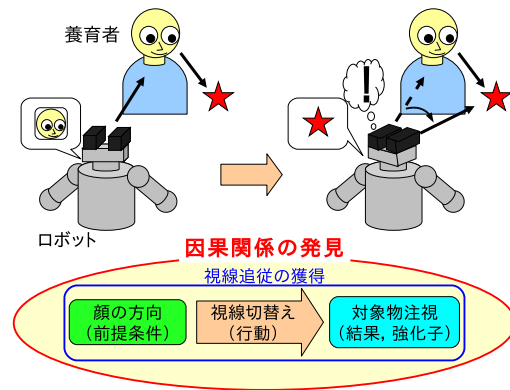 養育者
!
ロボット
因果関係の発見
視線追従の獲得
顔の方向
(前提条件)
視線切替え
(行動)
対象物注視
(結果, 強化子)